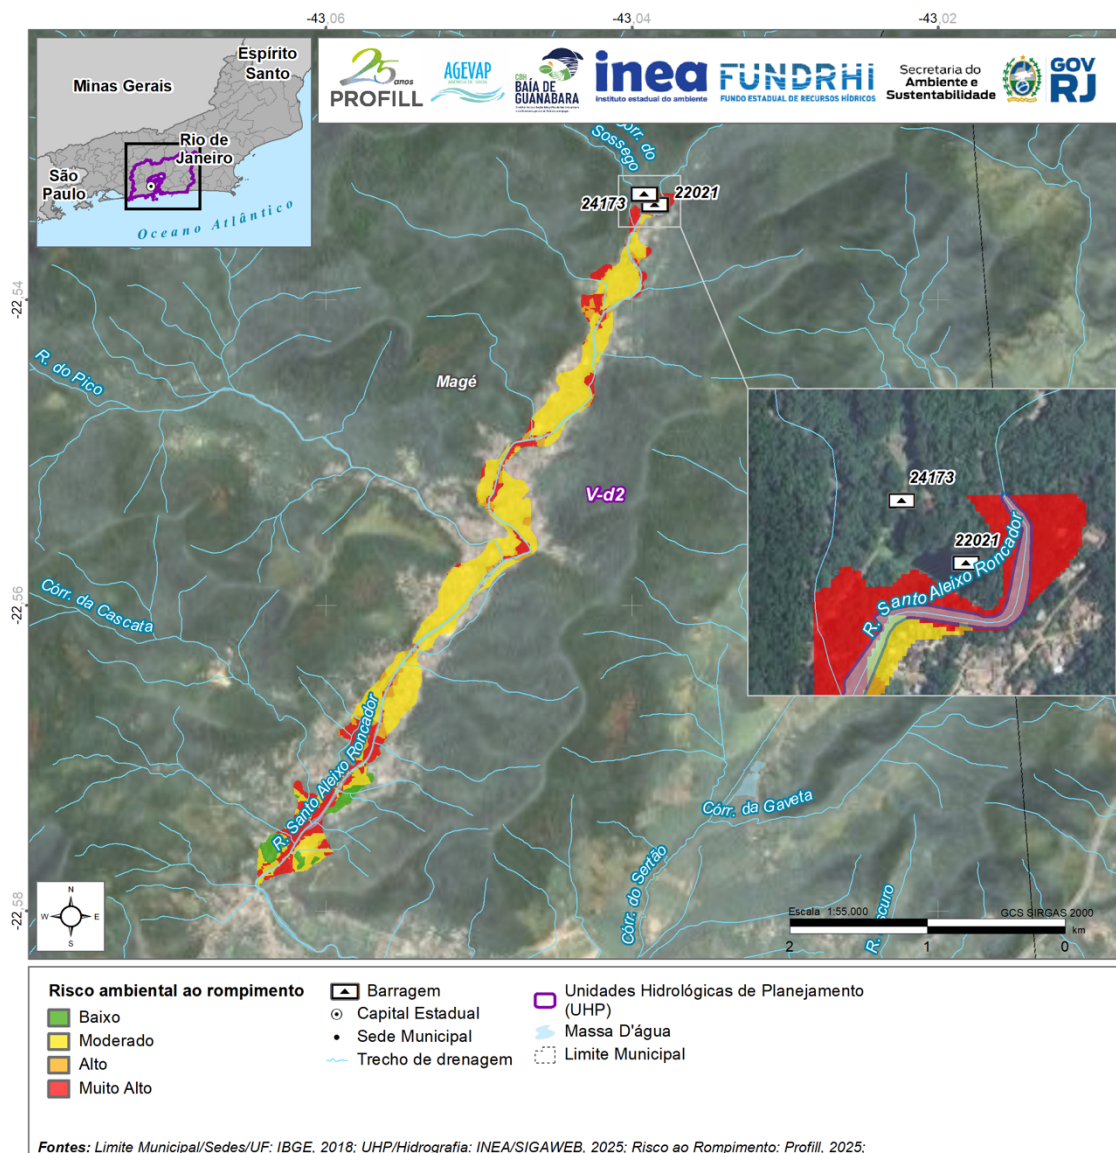 -43,06
-43,04
-43,02
Espírito
Santo
Minas Gerais
Rio de
Janeiro
São
Paulo
Oceano Atlântico
25
anos
PROFILL
AGEVAP
CBH
BAÍA DE
GUANABARA
inea
instituto estadual do ambiente
FUNDRHI
FUNDO ESTADUAL DE RECURSOS HÍDRICOS
Secretaria do
Ambiente e
Sustentabilidade
GOV
RJ
Córr. do
Sossego
24173
22021
-22,54
R. do Pico
Magé
V-d2
24173
22021
R. Santo Aleixo Roncador
-22,56
Córr. da Cascata
R. Santo Aleixo Roncador
Córr. da Gaveta
Córr. do Sertão
-22,58
N
W
E
S
Escala 1:55.000
GCS SIRGAS 2000
km
2
1
0
Risco ambiental ao rompimento
Baixo
Moderado
Alto
Muito Alto
Barragem
Capital Estadual
Sede Municipal
Trecho de drenagem
Unidades Hidrológicas de Planejamento
(UHP)
Massa D'água
Limite Municipal
Fontes: Limite Municipal/Sedes/UF: IBGE, 2018; UHP/Hidrografia: INEA/SIGAWEB, 2025; Risco ao Rompimento: Profill, 2025;